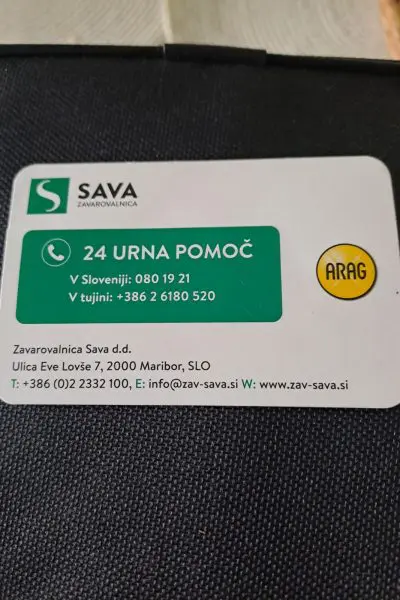 SAVA
ZAVAROVALNICA
24 URNA POMOČ
V Sloveniji: 080 19 21
V tujini: +386 2 6180 520
ARAG
Zavarovalnica Sava d.d.
Ulica Eve Lovše 7, 2000 Maribor, SLO
T: +386 (0)2 2332 100, E: info@zav-sava.si W: www.zav-sava.si